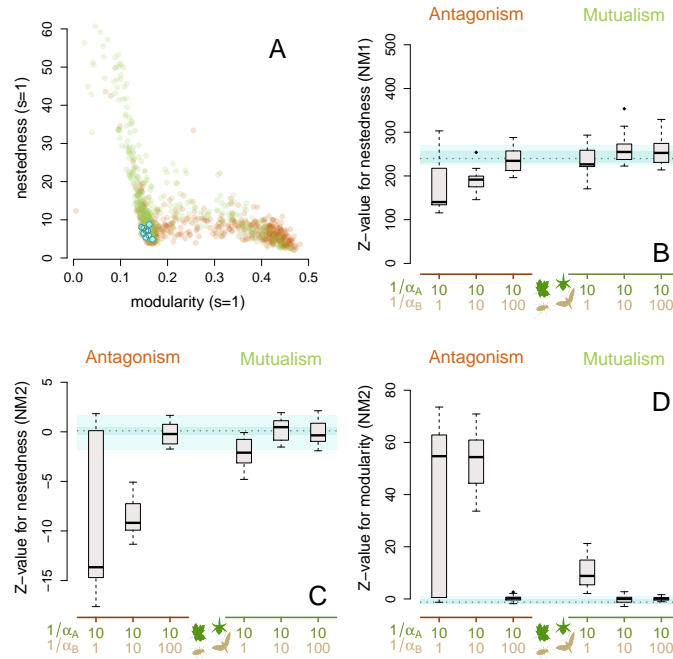 A
nestedness (s=1)
60
50
40
30
20
10
0
0.0 0.1 0.2 0.3 0.4 0.5
modularity (s=1)
Antagonism Mutualism
Z-value for nestedness (NM1)
500
400
300
200
100
0
B
1/αA 10 10 10 10 10 10
1/αB 1 10 100 1 10 100
Antagonism Mutualism
Z-value for nestedness (NM2)
5
0
−5
−10
−15
C
1/αA 10 10 10 10 10 10
1/αB 1 10 100 1 10 100
Antagonism Mutualism
Z-value for modularity (NM2)
80
60
40
20
0
D
1/αA 10 10 10 10 10 10
1/αB 1 10 100 1 10 100